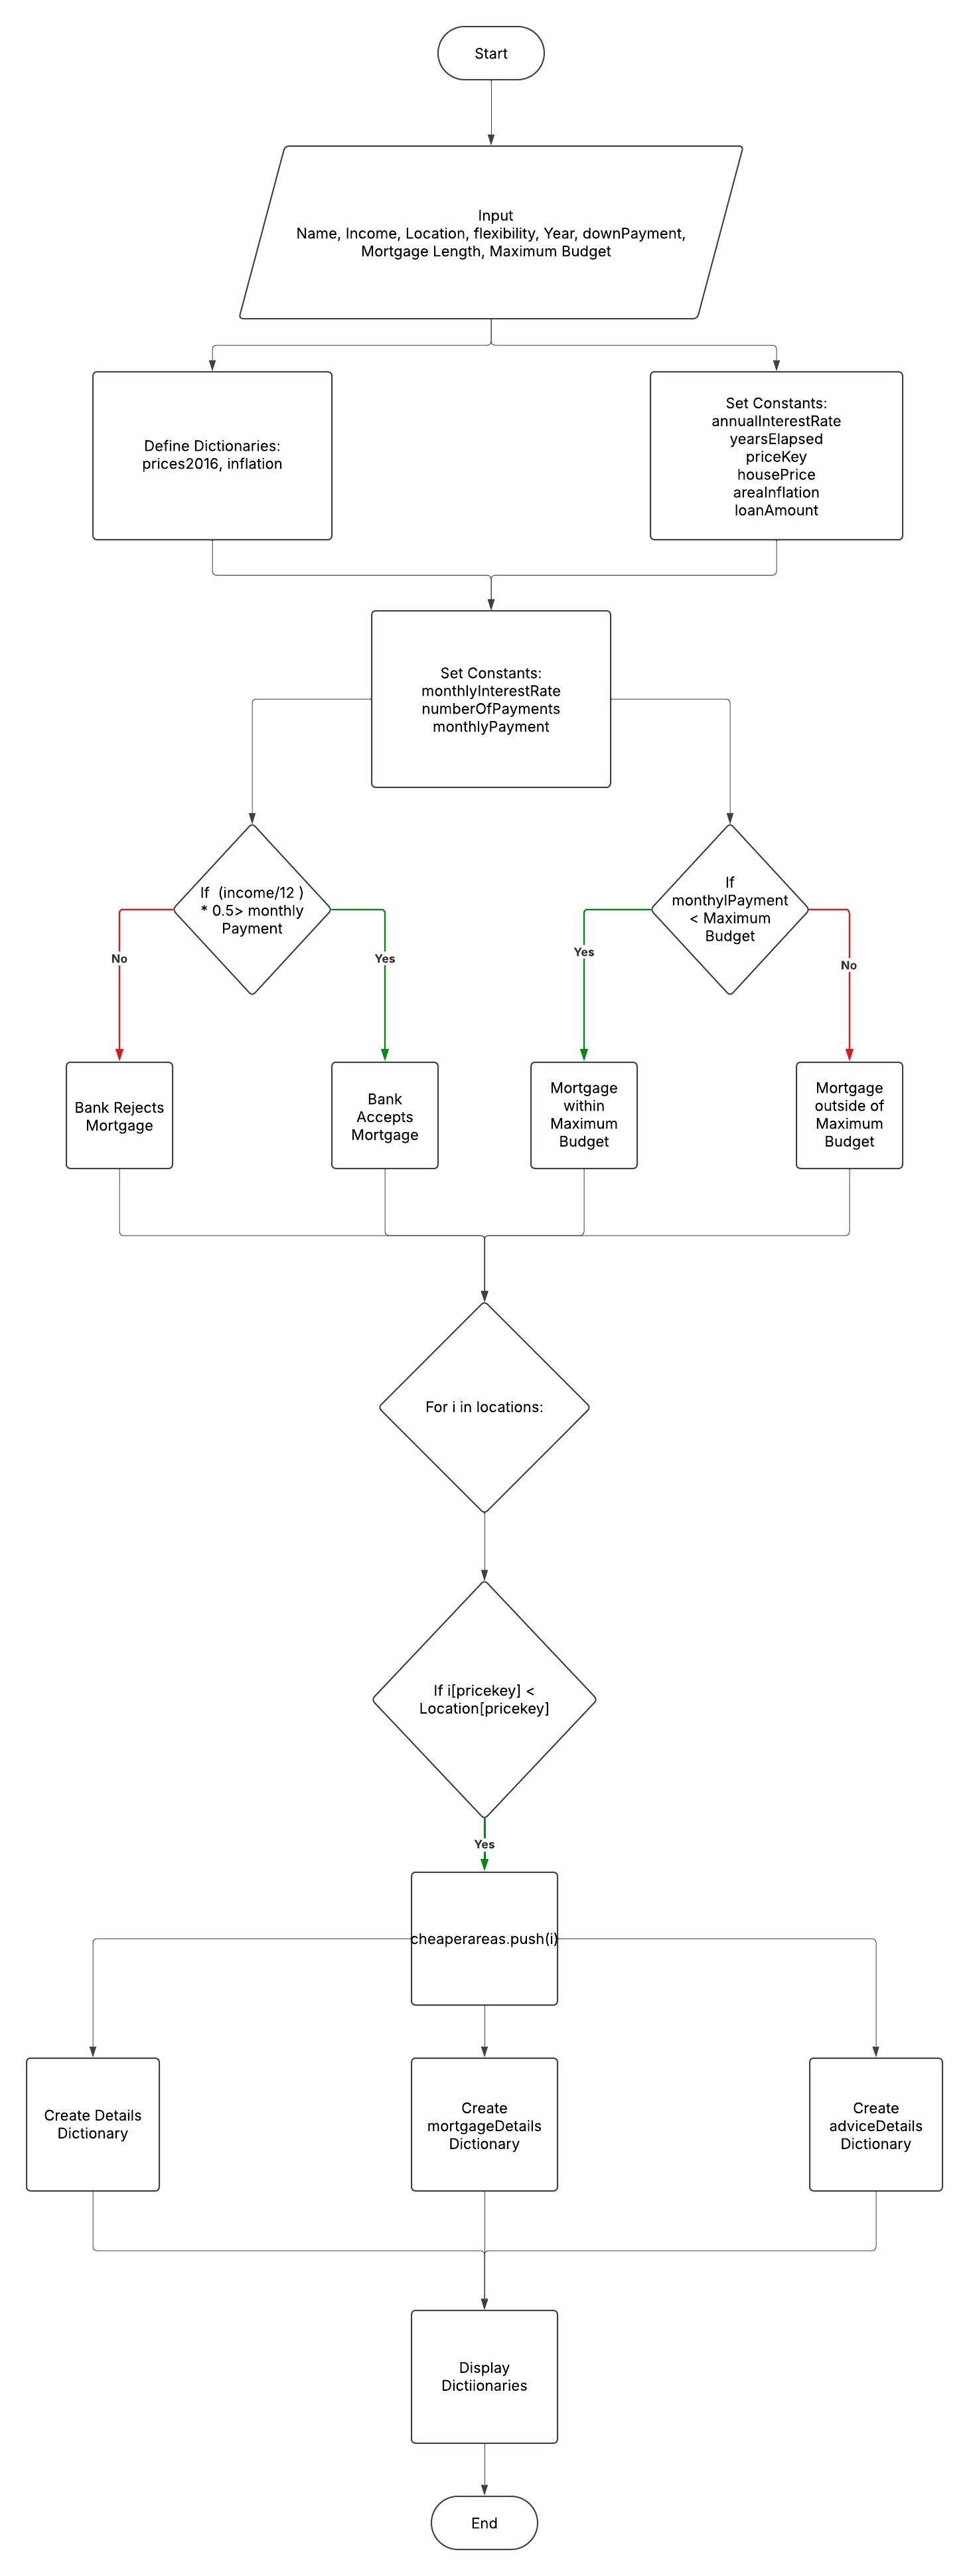 Start
Input
Name, Income, Location, flexibility, Year, downPayment,
Mortgage Length, Maximum Budget
Define Dictionaries:
prices2016, inflation
Set Constants:
annualInterestRate
yearsElapsed
priceKey
housePrice
areaInflation
loanAmount
Set Constants:
monthlyInterestRate
numberOfPayments
monthlyPayment
If (income/12 )
* 0.5> monthly
Payment
If
monthylPayment
< Maximum
Budget
No
Yes
Yes
No
Bank Rejects
Mortgage
Bank
Accepts
Mortgage
Mortgage
within
Maximum
Budget
Mortgage
outside of
Maximum
Budget
For i in locations:
If i[pricekey] <
Location[pricekey]
Yes
cheaperareas.push(i)
Create Details
Dictionary
Create
mortgageDetails
Dictionary
Create
adviceDetails
Dictionary
Display
Dictiionaries
End